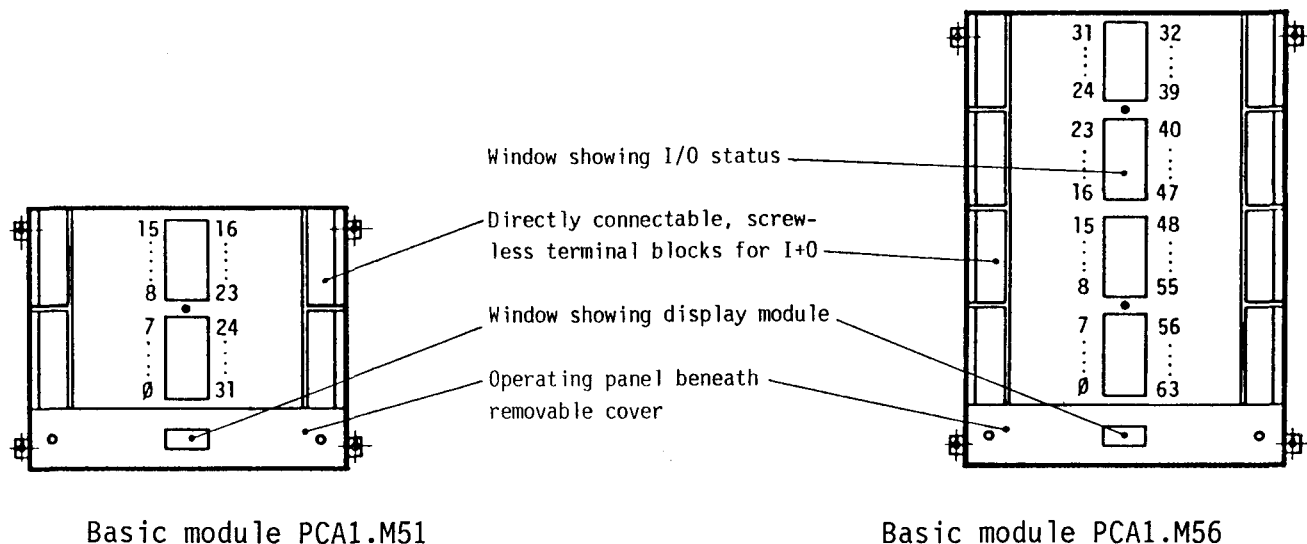 31 32
24 39
23 40
Window showing I/O status
16 47
Directly connectable, screw-
less terminal blocks for I+O
15 16
15 48
8 23
8 55
Window showing display module
7 24
7 56
Operating panel beneath
removable cover
Ø 31
Ø 63
Basic module PCA1.M51
Basic module PCA1.M56